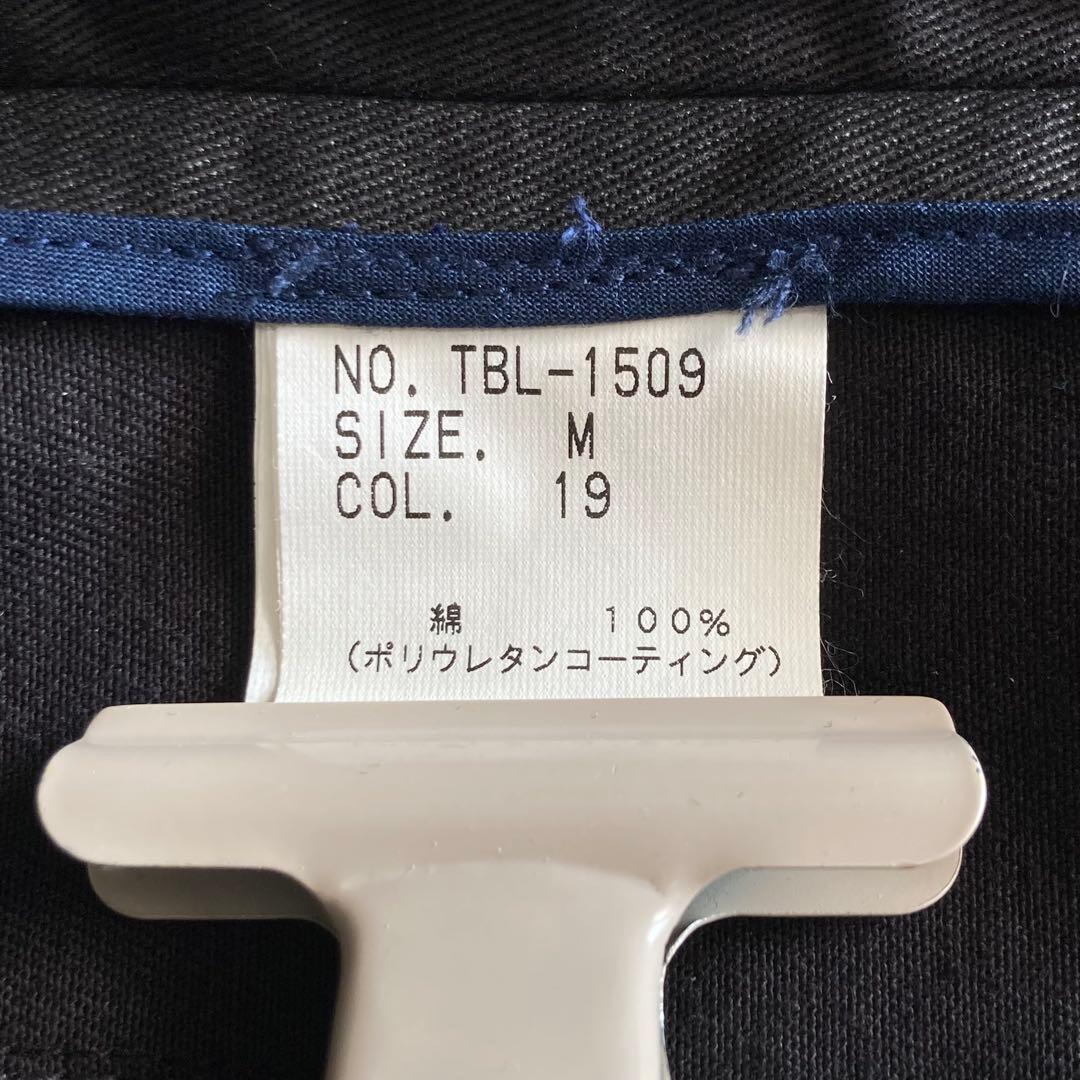 NO. TBL-1509
SIZE. M
COL. 19
綿 100%
(ポリウレタンコーティング)